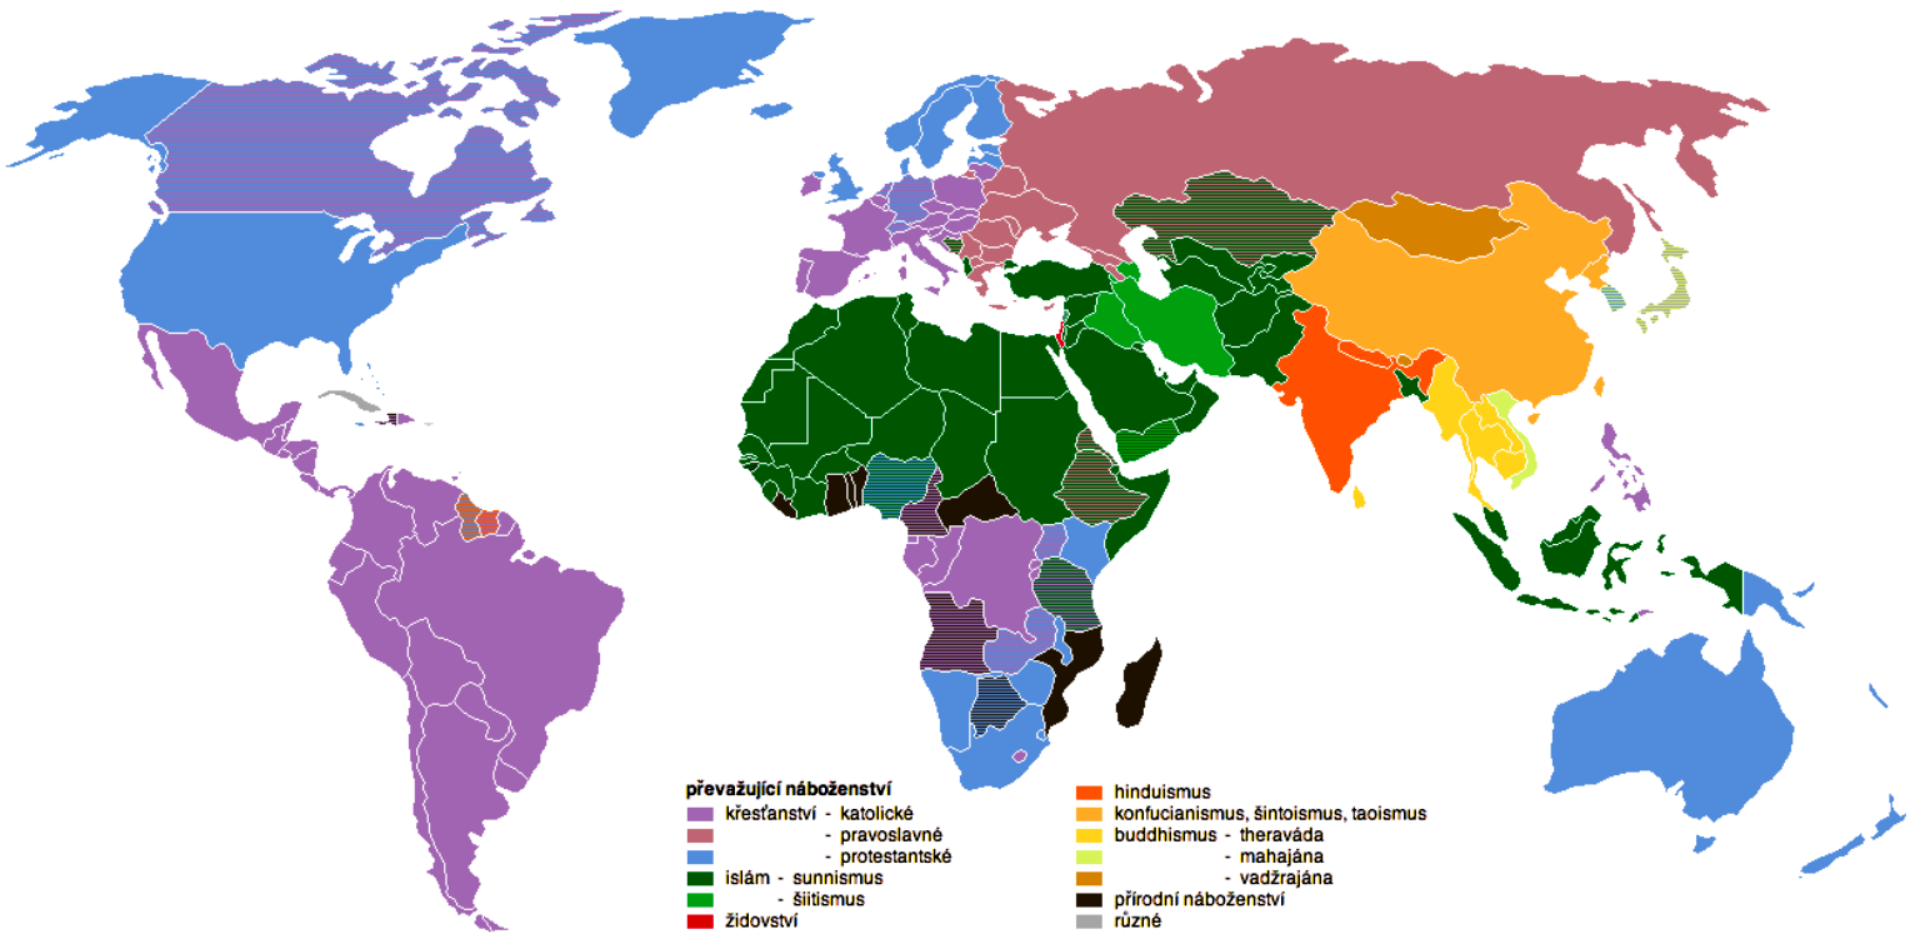 převažující náboženství
křesťanství - katolické
- pravoslavné
- protestantské
islám - sunnismus
- šiitismus
židovství
hinduismus
konfucianismus, šintoismus, taoismus
buddhismus - theraváda
- mahajána
- vadžrajána
přírodní náboženství
různé